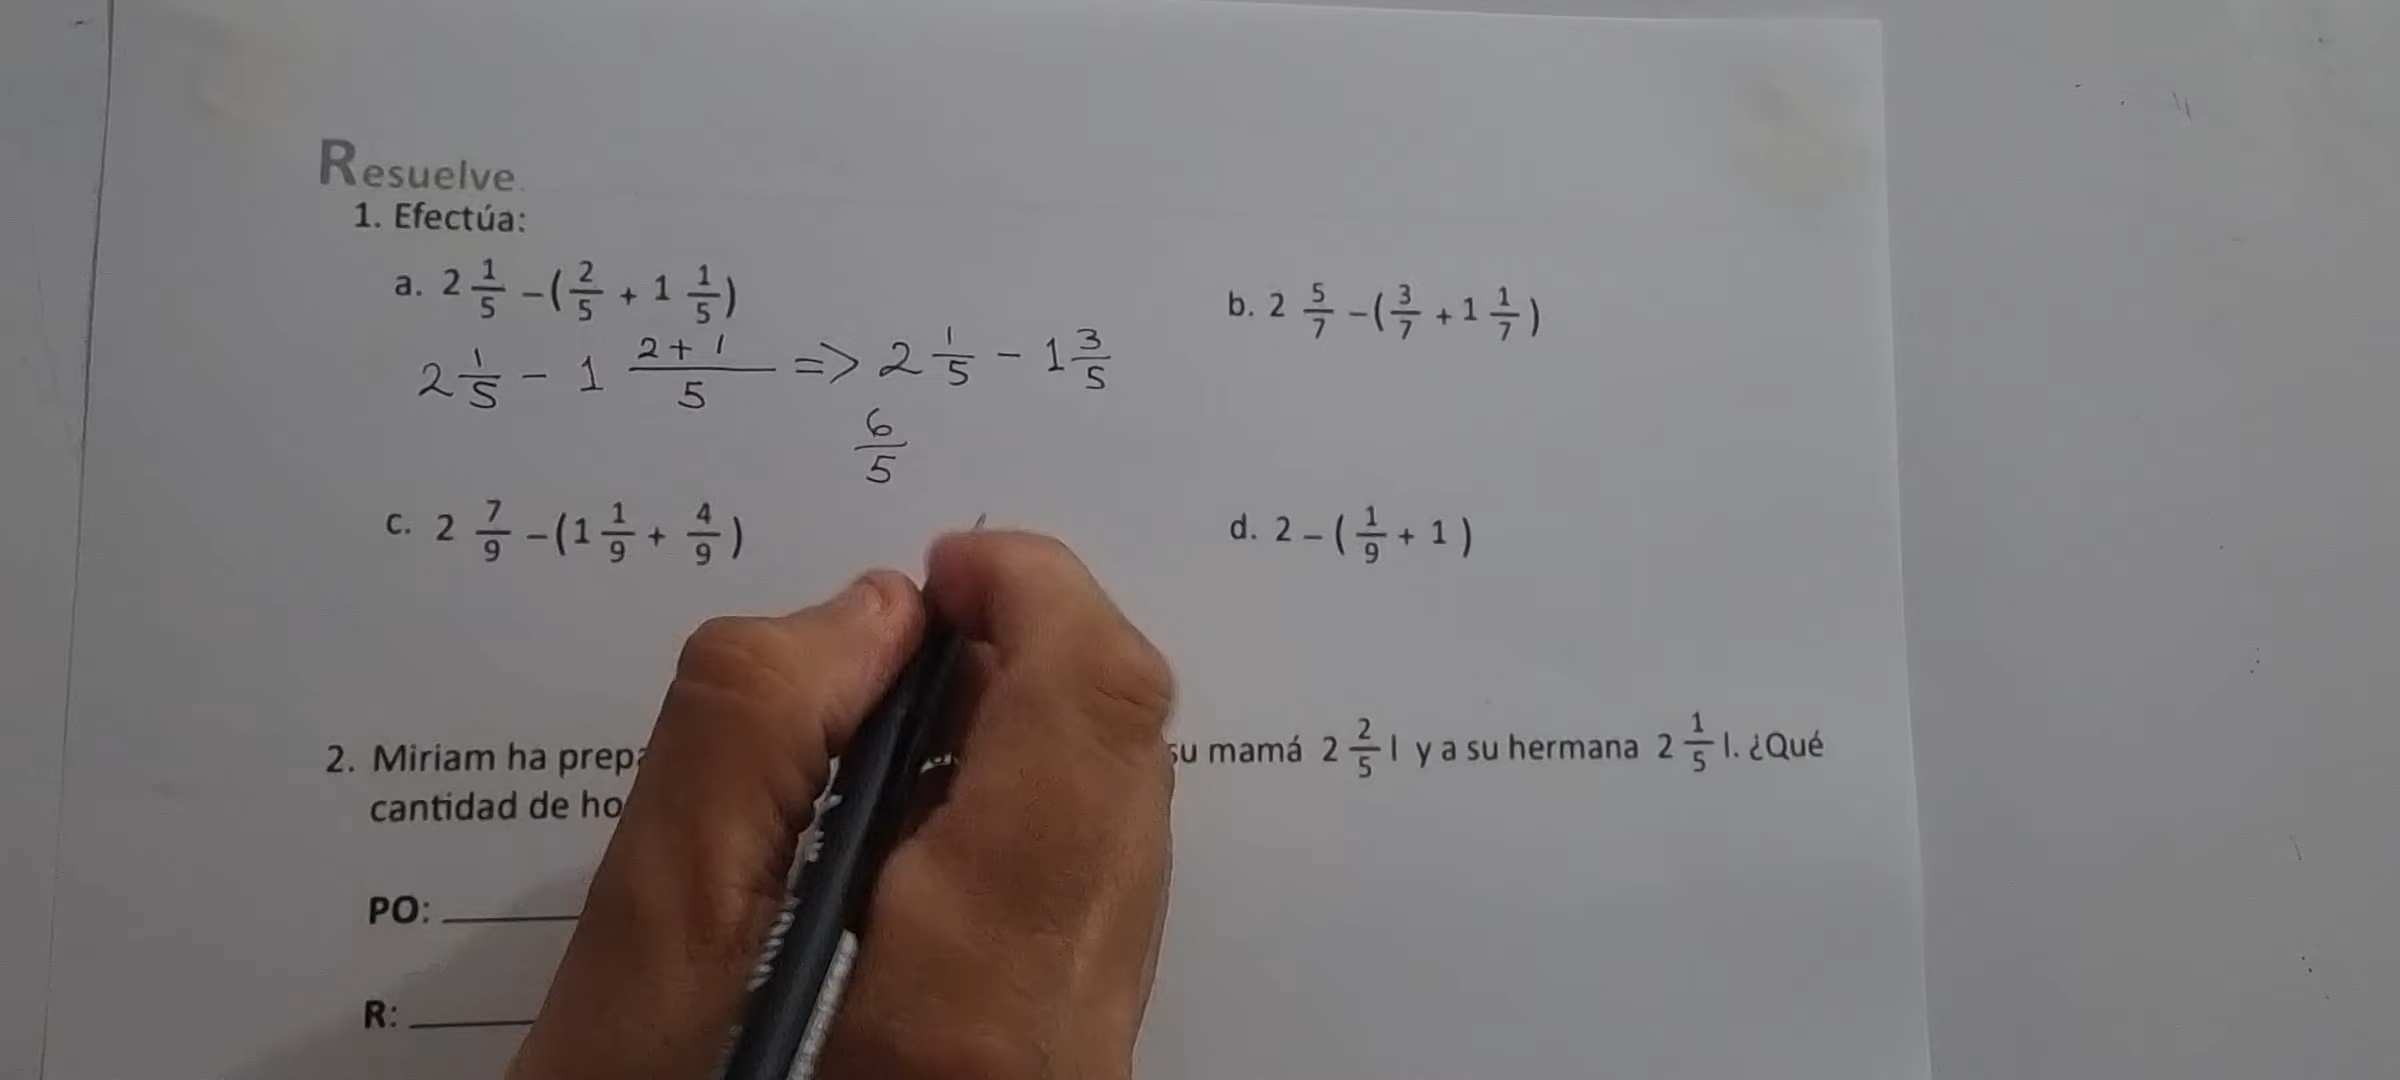 Resuelve.
1. Efectúa:
a. 2 1/5 – ( 2/5 + 1 1/5 )
b. 2 5/7 – ( 3/7 + 1 1/7 )
2 1/5 - 1 2+1/5 => 2 1/5 - 1 3/5
6/5
c. 2 7/9 – ( 1 1/9 + 4/9 )
d. 2 – ( 1/9 + 1 )
2. Miriam ha su mamá 2 2/5 l y a su hermana 2 1/5 l. ¿Qué
cantidad de
PO:
R: